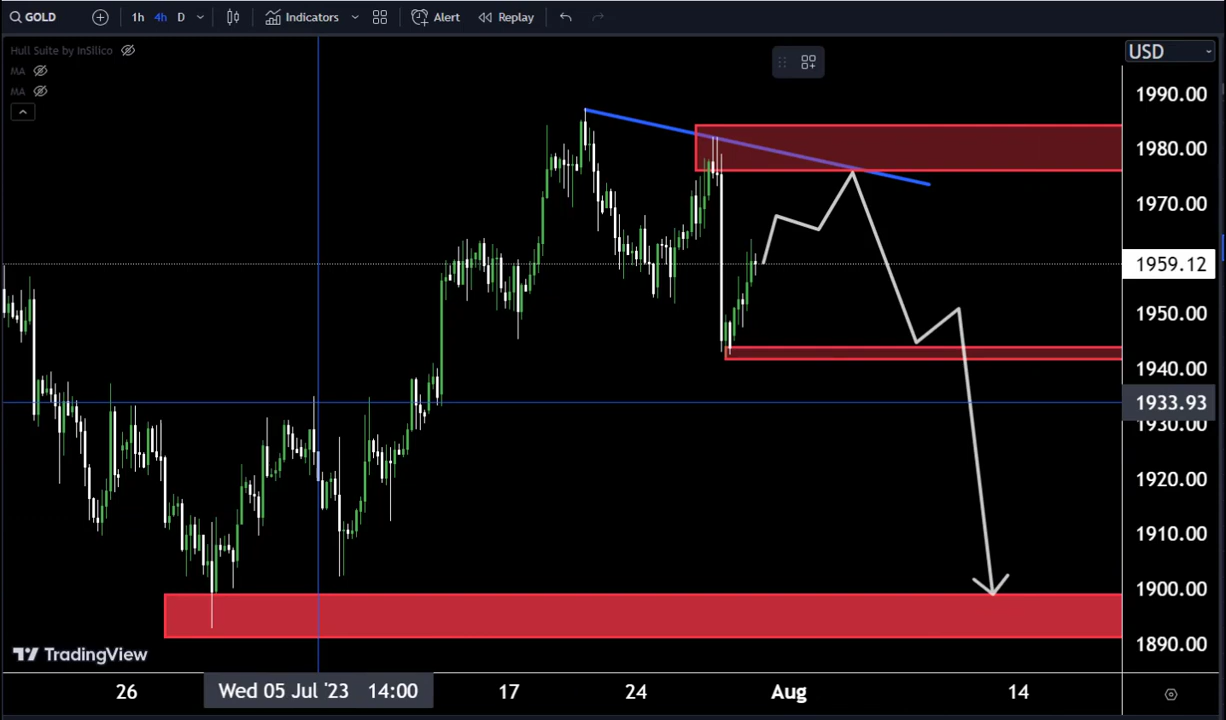 GOLD 1h 4h D Indicators Alert Replay
Hull Suite by InSilico
MA
MA
USD
1990.00
1980.00
1970.00
1959.12
1950.00
1940.00
1933.93
1930.00
1920.00
1910.00
1900.00
1890.00
TradingView
26 Wed 05 Jul '23 14:00 17 24 Aug 14